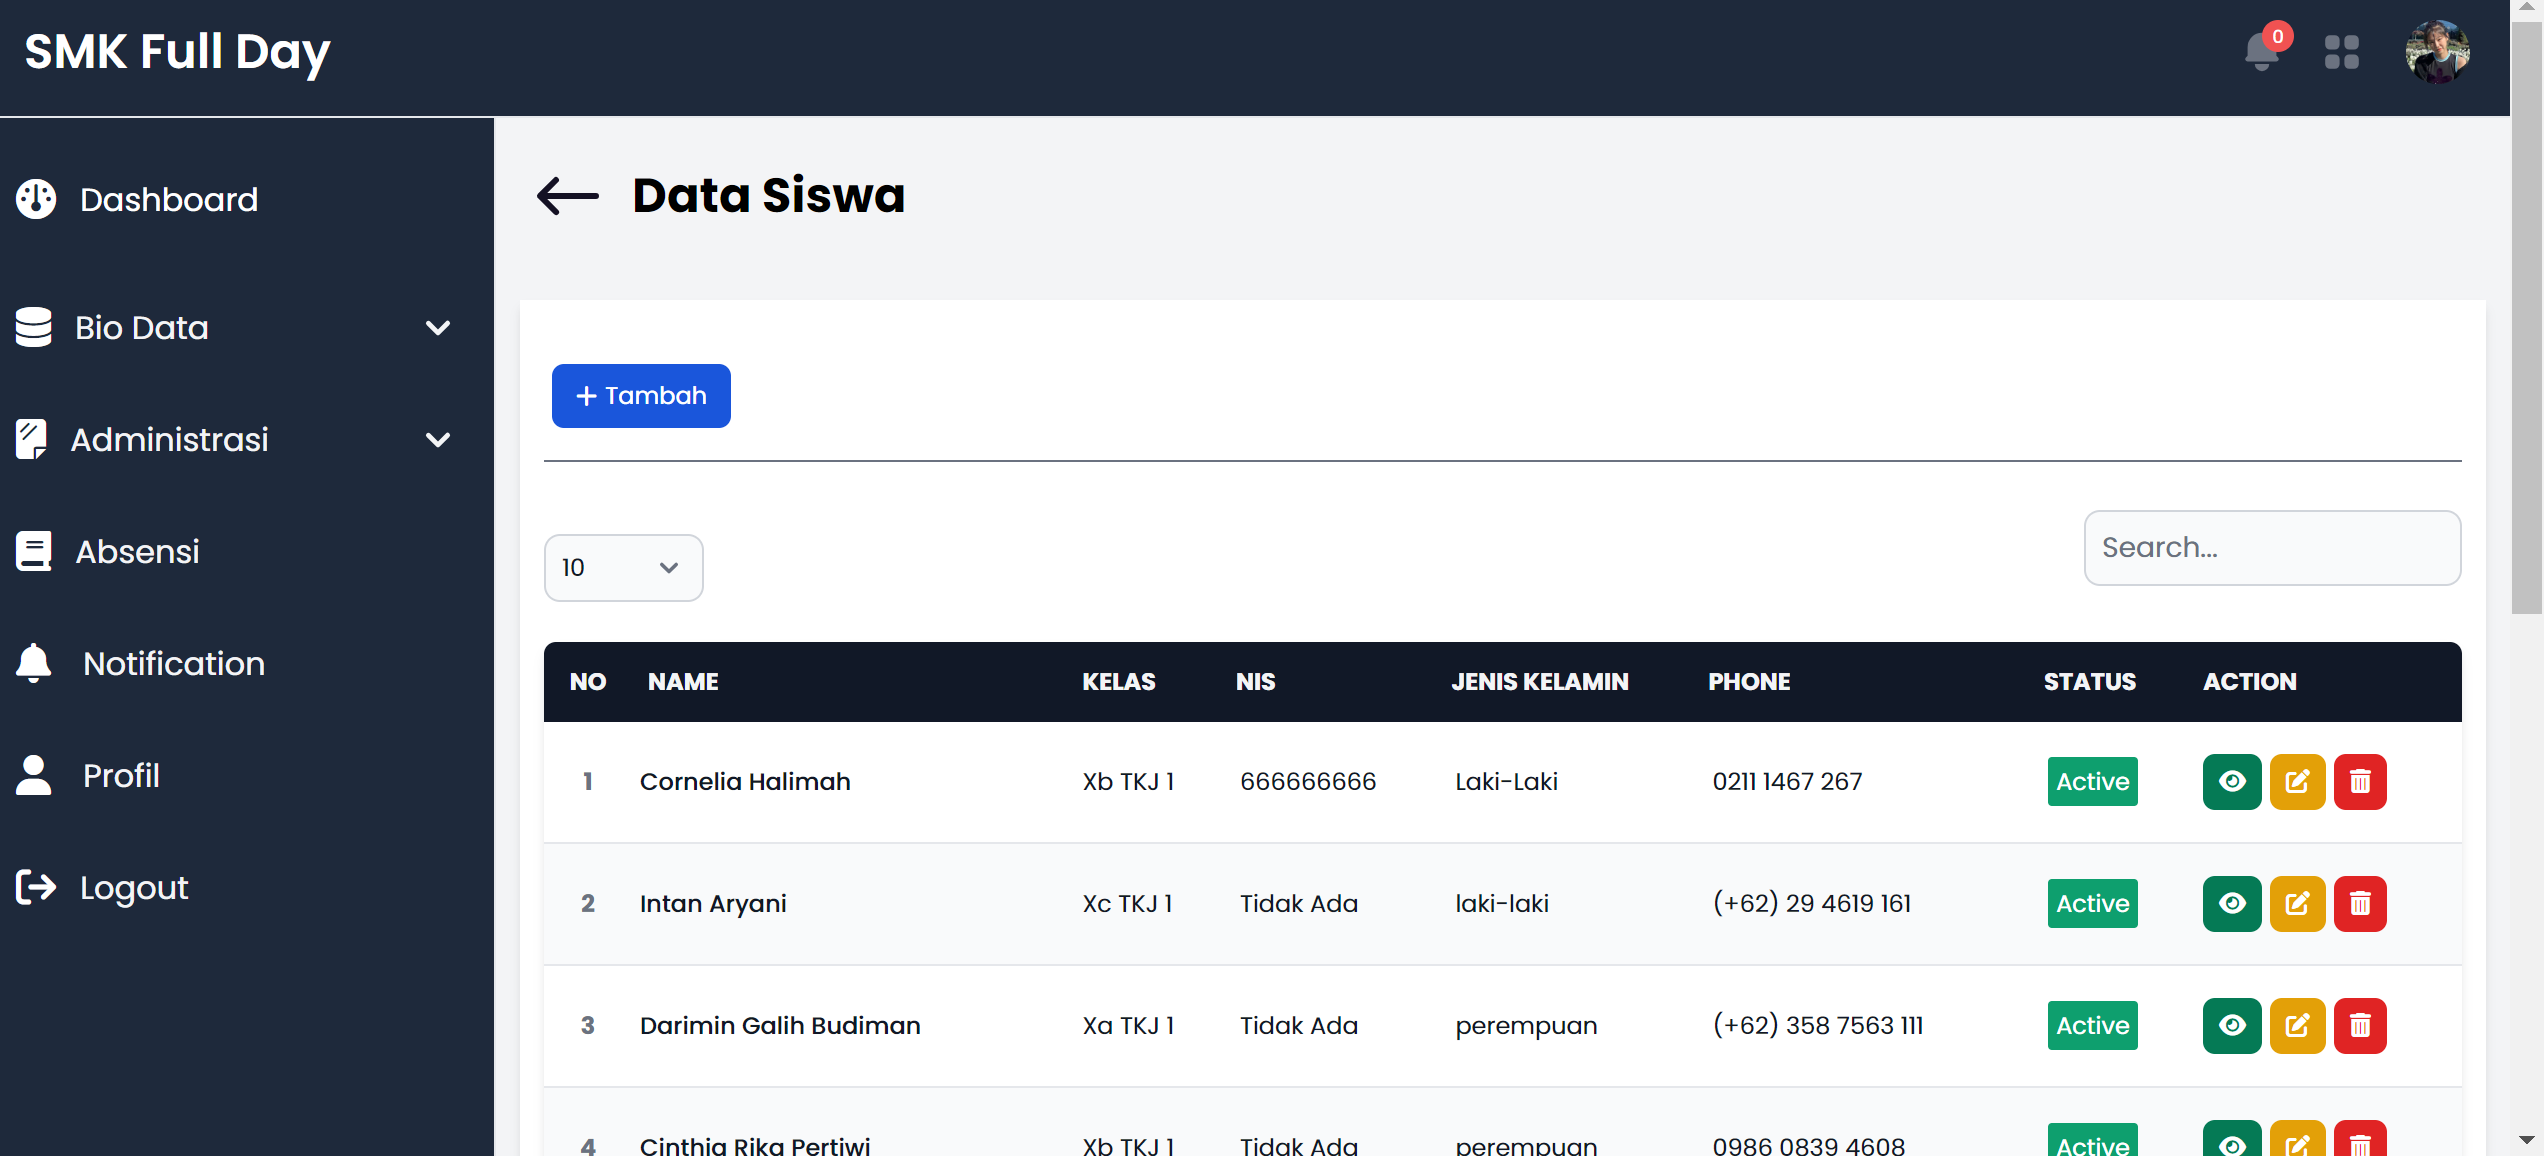 SMK Full Day
0
Dashboard
Bio Data
Administrasi
Absensi
Notification
Profil
Logout
Data Siswa
+ Tambah
10
Search...
NO NAME KELAS NIS JENIS KELAMIN PHONE STATUS ACTION
1 Cornelia Halimah Xb TKJ 1 666666666 Laki-Laki 0211 1467 267 Active
2 Intan Aryani Xc TKJ 1 Tidak Ada laki-laki (+62) 29 4619 161 Active
3 Darimin Galih Budiman Xa TKJ 1 Tidak Ada perempuan (+62) 358 7563 111 Active
4 Cinthia Rika Pertiwi Xb TKJ 1 Tidak Ada perempuan 0986 0839 4608 Active